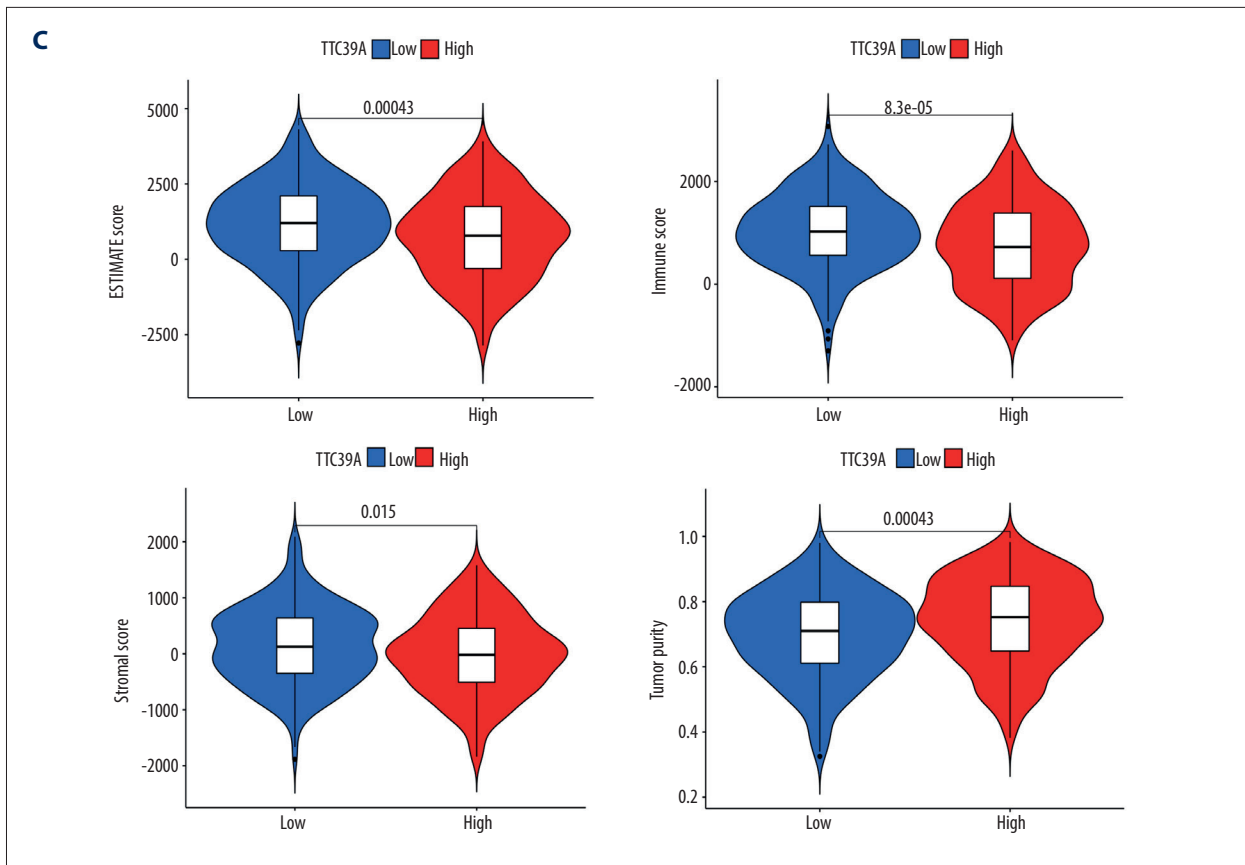 C
TTC39A Low High
ESTIMATE score
5000
2500
0
-2500
0.00043
Low High
TTC39A Low High
Immune score
2000
0
-2000
8.3e-05
Low High
TTC39A Low High
Stromal score
2000
1000
0
-1000
-2000
0.015
Low High
TTC39A Low High
Tumor purity
1.0
0.8
0.6
0.4
0.2
0.00043
Low High